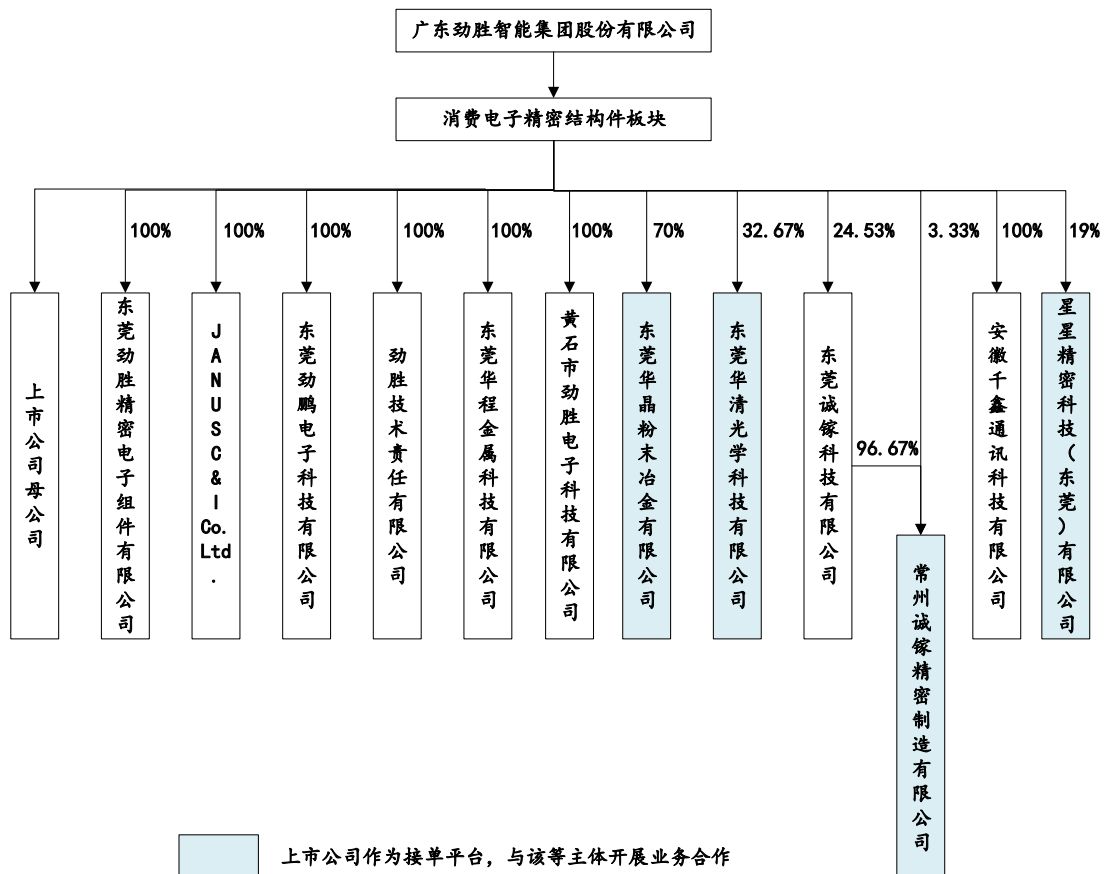 广东劲胜智能集团股份有限公司
消费电子精密结构件板块
100%
100%
100%
100%
100%
100%
70%
32.67%
24.53%
3.33%
100%
19%
上市公司母公司
东莞劲胜精密电子组件有限公司
JANUSC&I Co. Ltd.
东莞劲鹏电子科技有限公司
劲胜技术责任有限公司
东莞华程金属科技有限公司
黄石市劲胜电子科技有限公司
东莞华晶粉末冶金有限公司
东莞华清光学科技有限公司
东莞诚镓科技有限公司
96.67%
常州诚镓精密制造有限公司
安徽千鑫通讯科技有限公司
星星精密科技（东莞）有限公司
上市公司作为接单平台，与该等主体开展业务合作